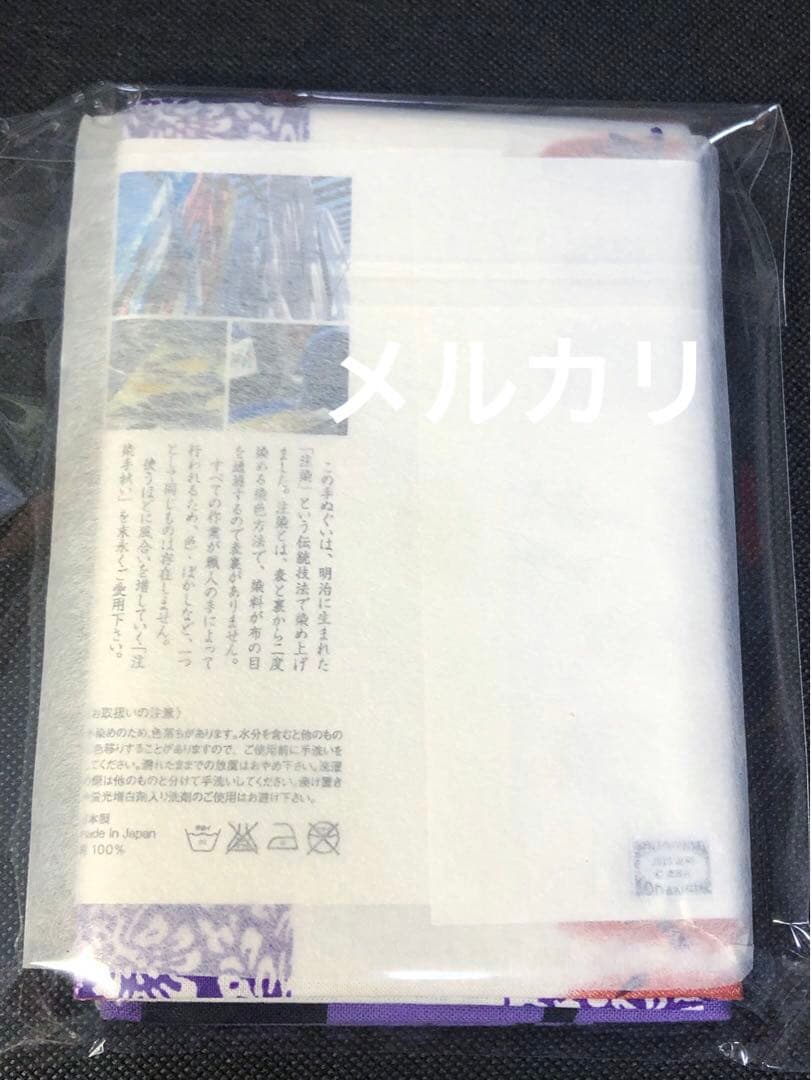 メルカリ
この手ぬぐいは、明治に生まれた
「注染」という伝統技法で染め上げ
ました。注染とは、表と裏から二度
染める染色方法で、染料が布の目
を通過するので表裏がありません。
すべての作業が職人の手によって
行われるため、色・ぼかしなど、一つ
として同じものは存在しません。
使うほどに風合いを増していく「注
染手拭い」を末永くご愛用下さい。
お取扱いの注意〉
染めのため、色落ちがあります。水分を含むと他のもの
色移りすることがありますので、ご使用前に手洗いを
てください。濡れたままでの放置はおやめ下さい。洗濯
の際は他のものと分けて手洗いしてください。漬け置き
蛍光増白剤入り洗剤のご使用はお避け下さい。
本製
made in Japan
100%